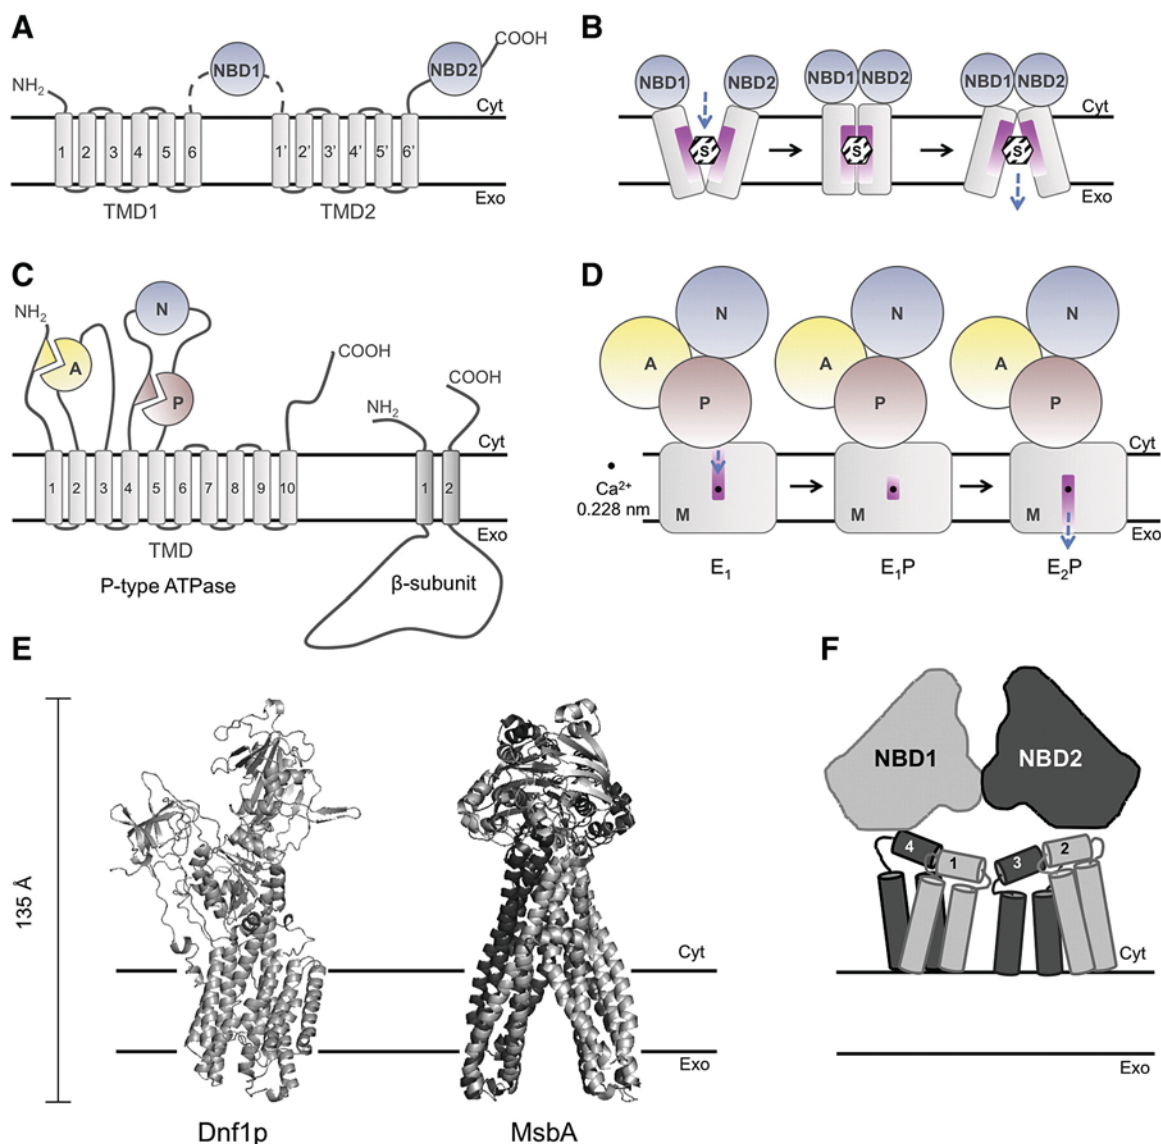 A
NH2
NBD1
NBD2
COOH
Cyt
1 2 3 4 5 6
1' 2' 3' 4' 5' 6'
Exo
TMD1
TMD2
B
NBD1 NBD2
NBD1 NBD2
NBD1 NBD2
Cyt
S
S
S
Exo
C
NH2
A
N
P
COOH
NH2
COOH
Cyt
1 2 3 4 5 6 7 8 9 10
1 2
Exo
TMD
P-type ATPase
β-subunit
D
N
A
P
N
A
P
N
A
P
Cyt
Ca2+
0.228 nm
M
M
M
Exo
E1
E1P
E2P
E
135 Å
Cyt
Exo
Dnf1p
MsbA
F
NBD1
NBD2
4 1 3 2
Cyt
Exo